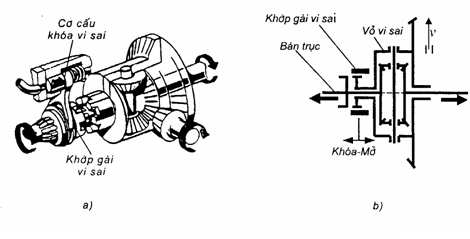 Cơ cấu
khóa vi sai
Khớp gài
vi sai
a)
Khớp gài vi sai
Vỏ vi sai
Bán trục
v
Khóa-Mở
b)